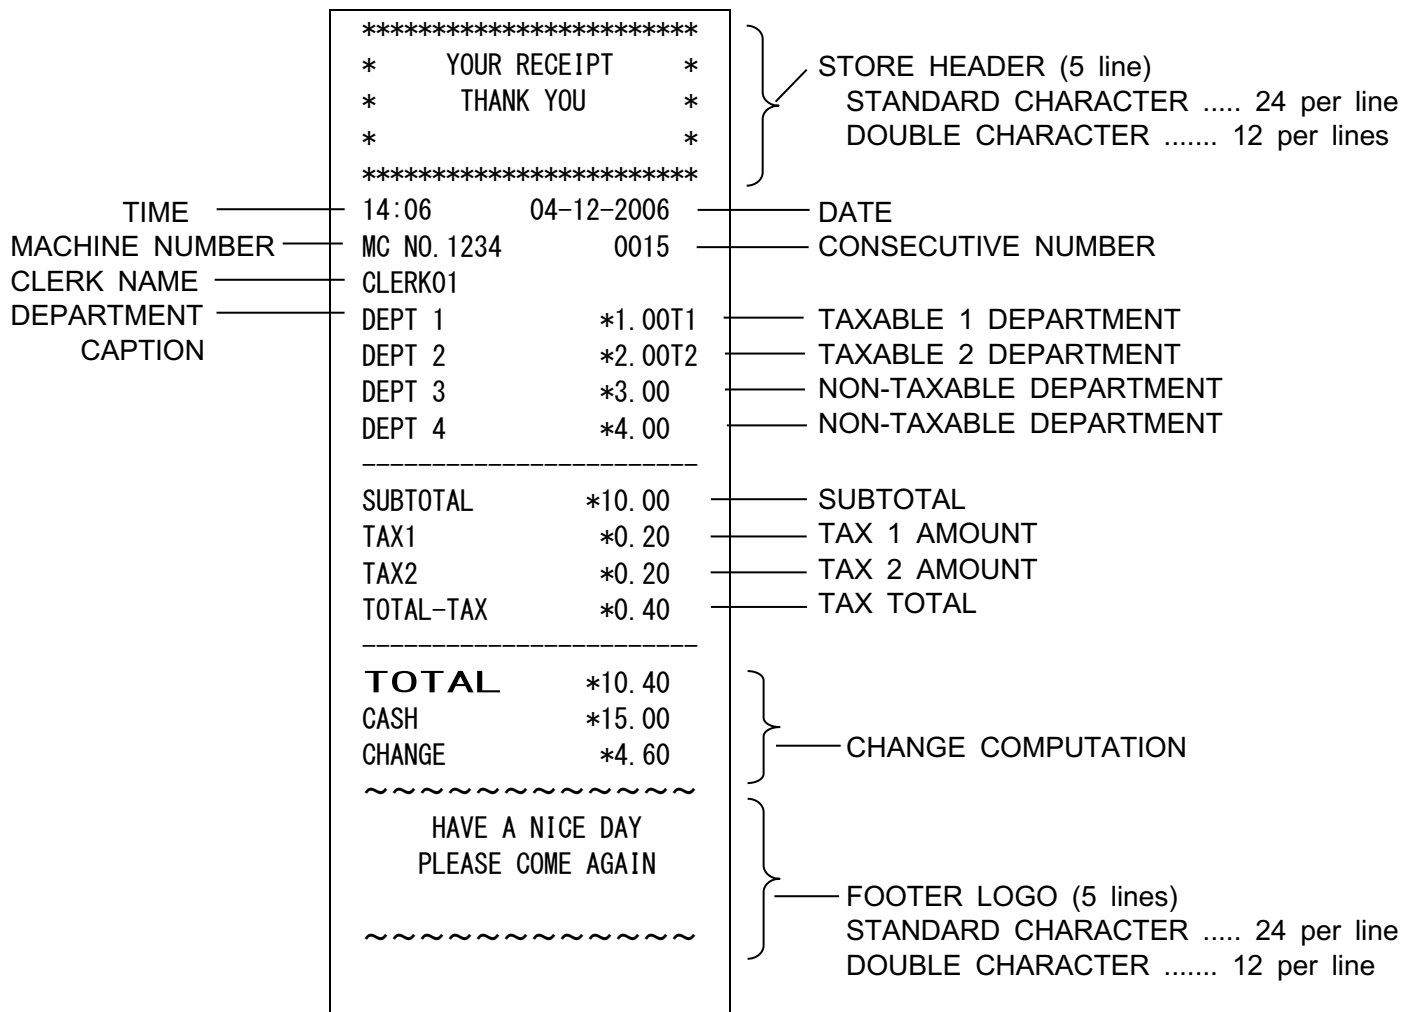 ************************
* YOUR RECEIPT *
* THANK YOU *
* *
************************
STORE HEADER (5 line)
STANDARD CHARACTER ..... 24 per line
DOUBLE CHARACTER ....... 12 per lines
TIME 14:06 04-12-2006 DATE
MACHINE NUMBER MC NO.1234 0015 CONSECUTIVE NUMBER
CLERK NAME CLERK01
DEPARTMENT CAPTION DEPT 1 *1.00T1 TAXABLE 1 DEPARTMENT
DEPT 2 *2.00T2 TAXABLE 2 DEPARTMENT
DEPT 3 *3.00 NON-TAXABLE DEPARTMENT
DEPT 4 *4.00 NON-TAXABLE DEPARTMENT
------------------------
SUBTOTAL *10.00 SUBTOTAL
TAX1 *0.20 TAX 1 AMOUNT
TAX2 *0.20 TAX 2 AMOUNT
TOTAL-TAX *0.40 TAX TOTAL
------------------------
TOTAL *10.40
CASH *15.00
CHANGE *4.60
CHANGE COMPUTATION
~~~~~~~~~~~~
HAVE A NICE DAY
PLEASE COME AGAIN
~~~~~~~~~~~~
FOOTER LOGO (5 lines)
STANDARD CHARACTER ..... 24 per line
DOUBLE CHARACTER ....... 12 per line